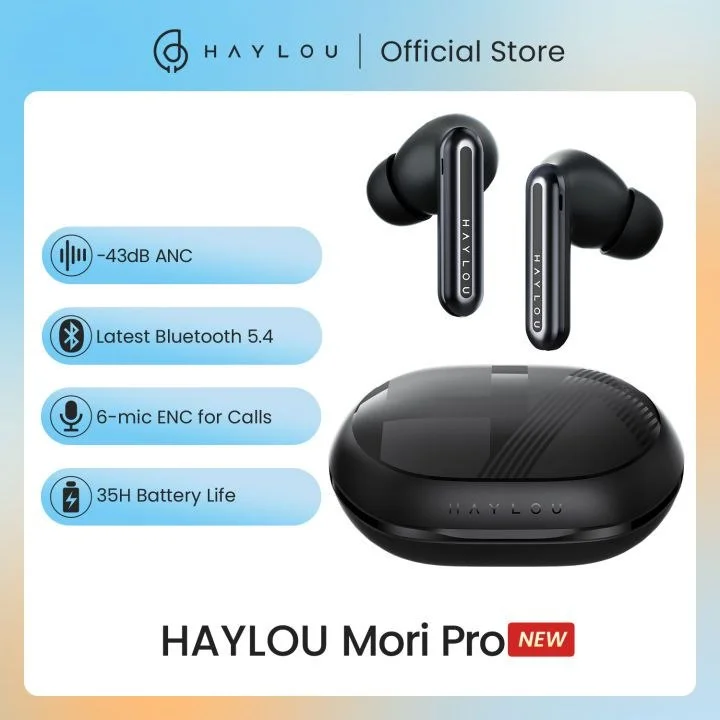 HAYLOU | Official Store
-43dB ANC
Latest Bluetooth 5.4
6-mic ENC for Calls
35H Battery Life
HAYLOU
HAYLOU
HAYLOU
HAYLOU Mori Pro NEW